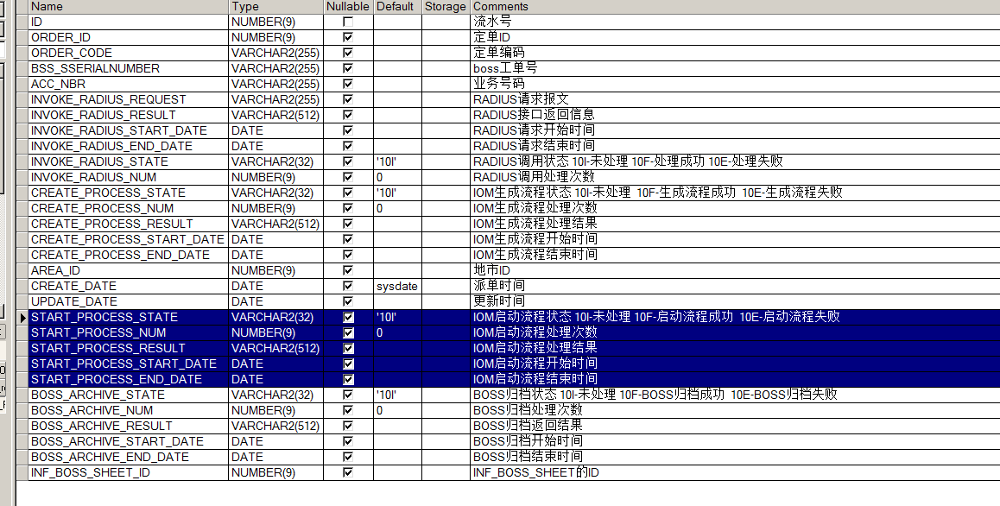 Name Type Nullable Default Storage Comments
ID NUMBER(9) 流水号
ORDER_ID NUMBER(9) 定单ID
ORDER_CODE VARCHAR2(255) 定单编码
BSS_SSERIALNUMBER VARCHAR2(255) boss工单号
ACC_NBR VARCHAR2(255) 业务号码
INVOKE_RADIUS_REQUEST VARCHAR2(255) RADIUS请求报文
INVOKE_RADIUS_RESULT VARCHAR2(512) RADIUS接口返回信息
INVOKE_RADIUS_START_DATE DATE RADIUS请求开始时间
INVOKE_RADIUS_END_DATE DATE RADIUS请求结束时间
INVOKE_RADIUS_STATE VARCHAR2(32) '10I' RADIUS调用状态 10I-未处理 10F-处理成功 10E-处理失败
INVOKE_RADIUS_NUM NUMBER(9) 0 RADIUS调用处理次数
CREATE_PROCESS_STATE VARCHAR2(32) '10I' IOM生成流程状态 10I-未处理 10F-生成流程成功 10E-生成流程失败
CREATE_PROCESS_NUM NUMBER(9) 0 IOM生成流程处理次数
CREATE_PROCESS_RESULT VARCHAR2(512) IOM生成流程处理结果
CREATE_PROCESS_START_DATE DATE IOM生成流程开始时间
CREATE_PROCESS_END_DATE DATE IOM生成流程结束时间
AREA_ID NUMBER(9) 地市ID
CREATE_DATE DATE sysdate 派单时间
UPDATE_DATE DATE 更新时间
START_PROCESS_STATE VARCHAR2(32) '10I' IOM启动流程状态 10I-未处理 10F-启动流程成功 10E-启动流程失败
START_PROCESS_NUM NUMBER(9) 0 IOM启动流程处理次数
START_PROCESS_RESULT VARCHAR2(512) IOM启动流程处理结果
START_PROCESS_START_DATE DATE IOM启动流程开始时间
START_PROCESS_END_DATE DATE IOM启动流程结束时间
BOSS_ARCHIVE_STATE VARCHAR2(32) '10I' BOSS归档状态 10I-未处理 10F-BOSS归档成功 10E-BOSS归档失败
BOSS_ARCHIVE_NUM NUMBER(9) 0 BOSS归档处理次数
BOSS_ARCHIVE_RESULT VARCHAR2(512) BOSS归档返回结果
BOSS_ARCHIVE_START_DATE DATE BOSS归档开始时间
BOSS_ARCHIVE_END_DATE DATE BOSS归档结束时间
INF_BOSS_SHEET_ID NUMBER(9) INF_BOSS_SHEET的ID